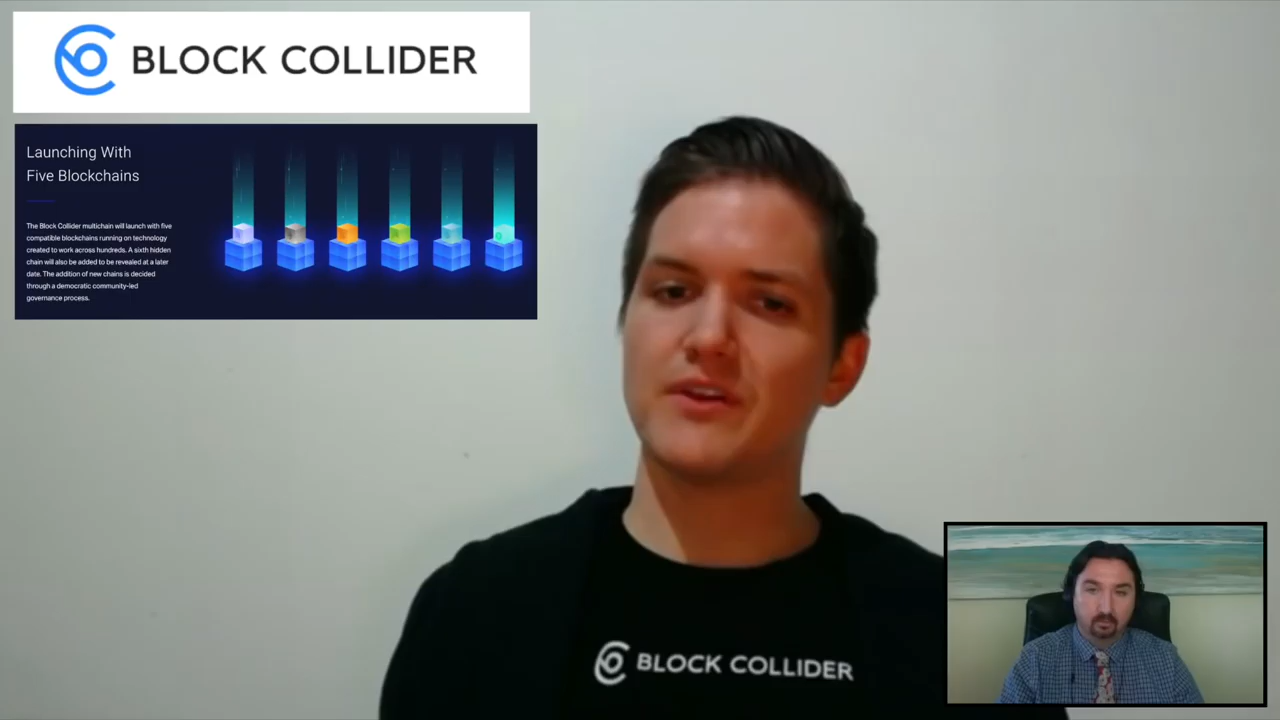 BLOCK COLLIDER
Launching With
Five Blockchains
The Block Collider multichain will launch with five
compatible blockchains running on technology
created to work across hundreds. A sixth hidden
chain will also be added to be revealed at a later
date. The addition of new chains is decided
through a democratic community-led
governance process.
BLOCK COLLIDER